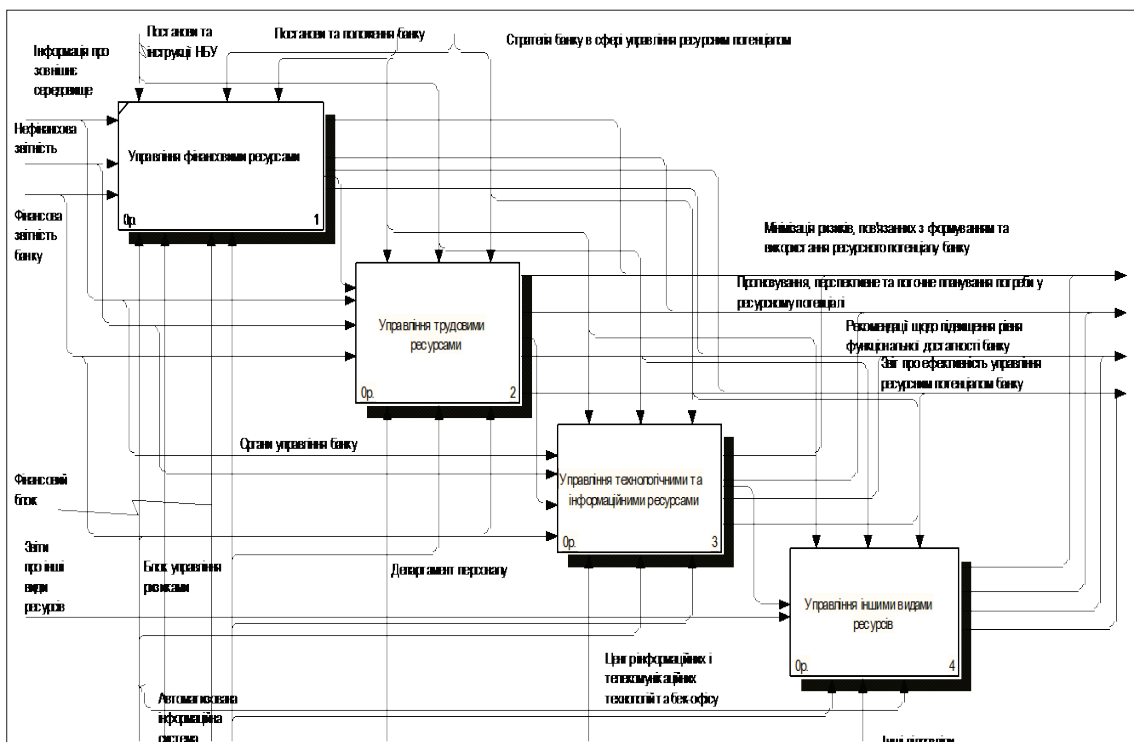 Постанови та
інструкції НБУ
Постанови та положення банку
Стратегія банку в сфері управління ресурсним потенціалом
Інформація про
зовнішнє
середовище
Нефінансова
звітність
Управління фінансовими ресурсами
0р.
1
Фінансова
звітність
банку
Мінімізація ризиків, пов'язанних з формуванням та
використання ресурсного потенціалу банку
Прогнозування, перспективне та поточне планування потреби у
ресурсному потенціалі
Управління трудовими
ресурсами
0р.
2
Рекомендації щодо підвищення рівня
функціональної достатності банку
Звіт про ефективність управління
ресурсним потенціалом банку
Органи управління банку
Фінансовий
блок
Управління технологічними та
інформаційними ресурсами
0р.
3
Звіти
про інші
види
ресурсів
Блок управління
ризиками
Департамент персоналу
Управління іншими видами
ресурсів
0р.
4
Центр інформаційних і
телекомунікаційних
технологій та бек-офісу
Автоматизована
інформаційна
система